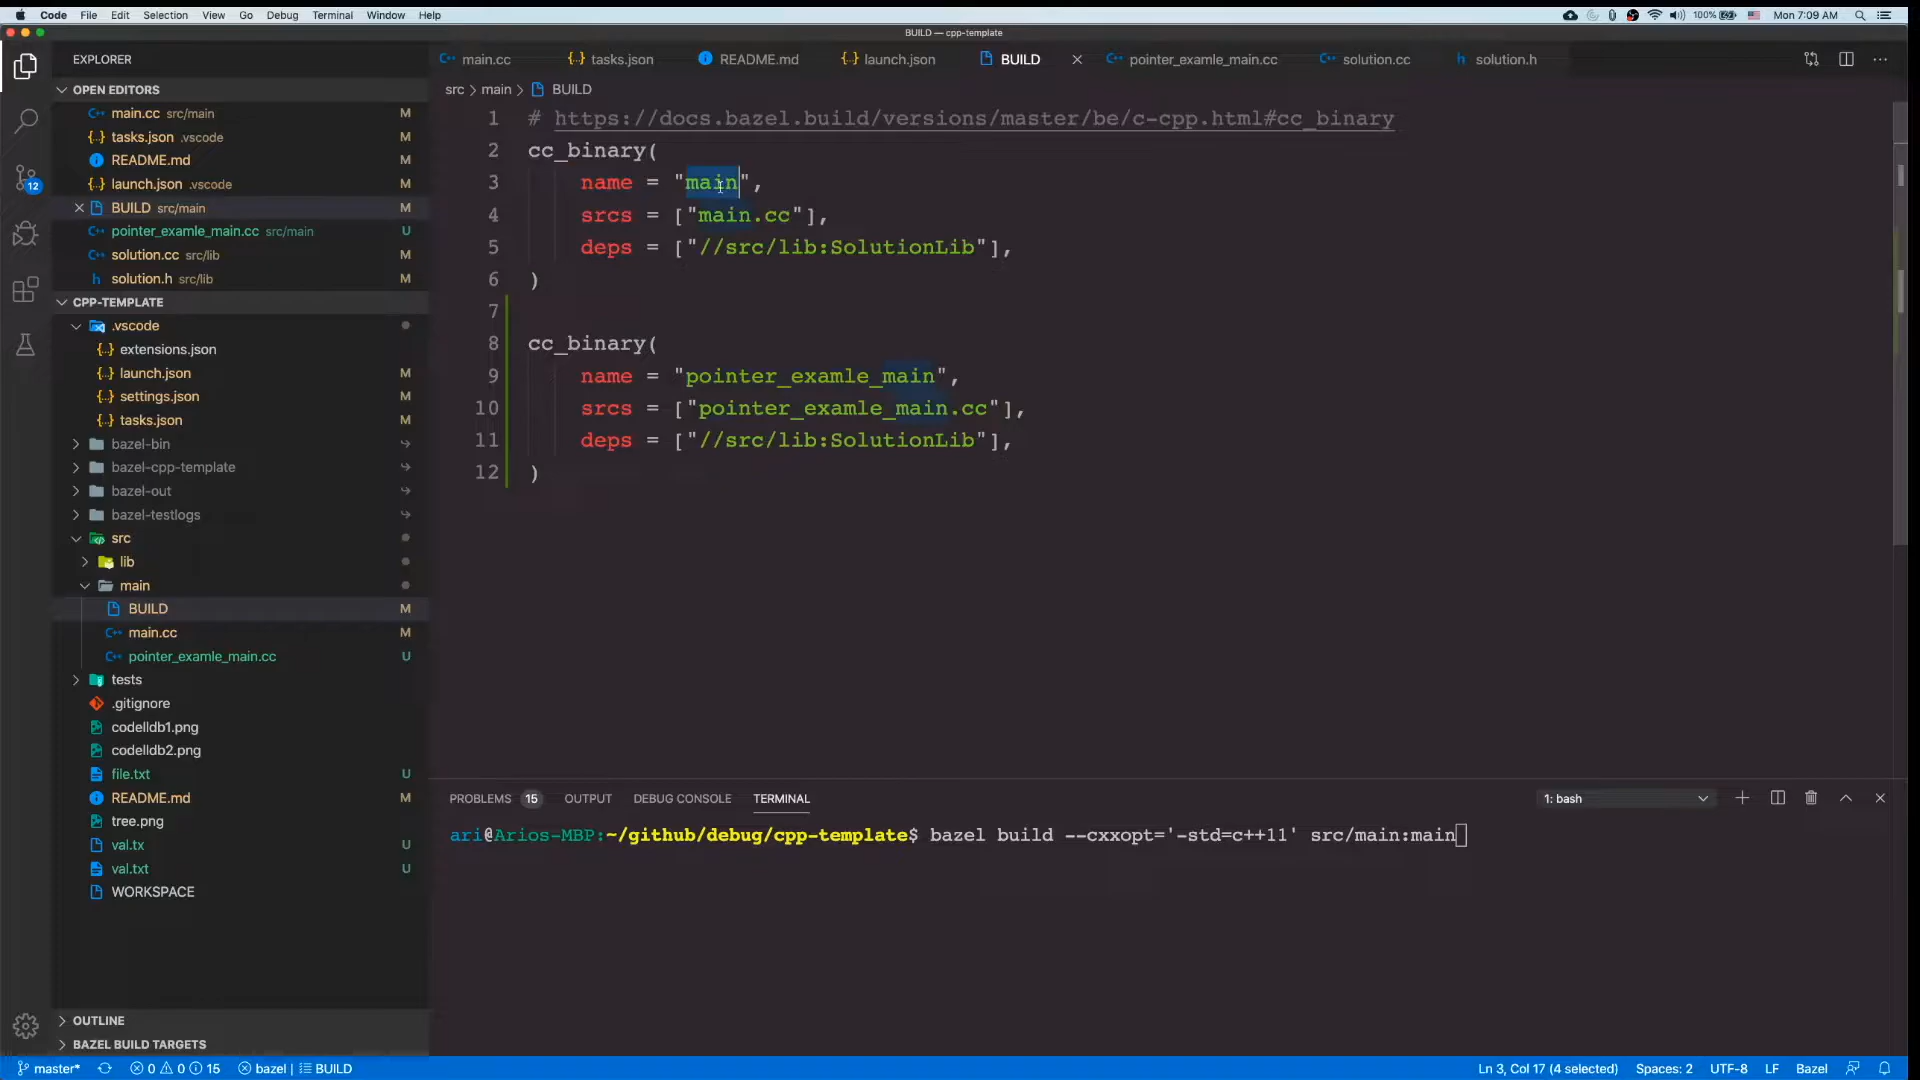 Code File Edit Selection View Go Debug Terminal Window Help 100% Mon 7:09 AM
BUILD — cpp-template
EXPLORER
main.cc tasks.json README.md launch.json BUILD pointer_examle_main.cc solution.cc solution.h
OPEN EDITORS
src > main > BUILD
main.cc src/main M
tasks.json .vscode M
README.md M
launch.json .vscode M
BUILD src/main M
pointer_examle_main.cc src/main U
solution.cc src/lib M
solution.h src/lib M
12
CPP-TEMPLATE
.vscode
extensions.json
launch.json M
settings.json M
tasks.json M
bazel-bin
bazel-cpp-template
bazel-out
bazel-testlogs
src
lib
main
BUILD M
main.cc M
pointer_examle_main.cc U
tests
.gitignore
codelldb1.png
codelldb2.png
file.txt U
README.md M
tree.png
val.tx U
val.txt U
WORKSPACE
OUTLINE
BAZEL BUILD TARGETS
1 # https://docs.bazel.build/versions/master/be/c-cpp.html#cc_binary
2 cc_binary(
3 name = "main",
4 srcs = ["main.cc"],
5 deps = ["//src/lib:SolutionLib"],
6 )
7
8 cc_binary(
9 name = "pointer_examle_main",
10 srcs = ["pointer_examle_main.cc"],
11 deps = ["//src/lib:SolutionLib"],
12 )
PROBLEMS 15 OUTPUT DEBUG CONSOLE TERMINAL 1: bash
ari@Arios-MBP:~/github/debug/cpp-template$ bazel build --cxxopt='-std=c++11' src/main:main
master* 0 0 15 bazel | BUILD Ln 3, Col 17 (4 selected) Spaces: 2 UTF-8 LF Bazel